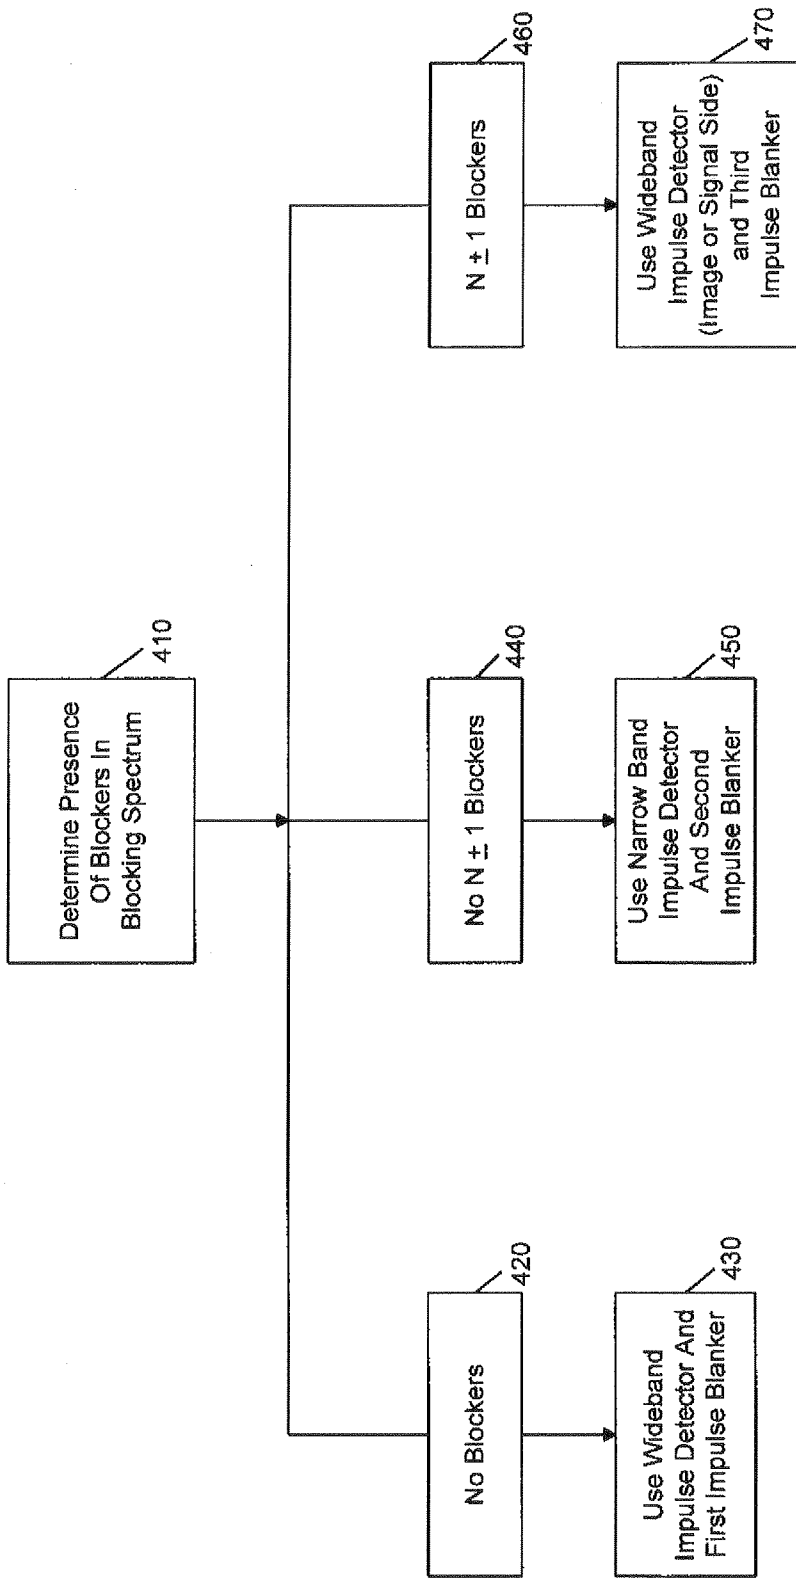 Determine Presence
Of Blockers In
Blocking Spectrum
410
No Blockers
420
Use Wideband
Impulse Detector And
First Impulse Blanker
430
No N ± 1 Blockers
440
Use Narrow Band
Impulse Detector
And Second
Impulse Blanker
450
N ± 1 Blockers
460
Use Wideband
Impulse Detector
(Image or Signal Side)
and Third
Impulse Blanker
470